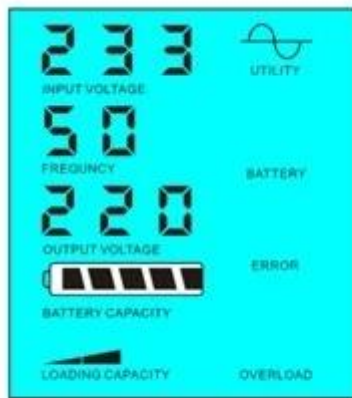 233
INPUT VOLTAGE
UTILITY
50
FREQUNCY
BATTERY
220
OUTPUT VOLTAGE
ERROR
BATTERY CAPACITY
LOADING CAPACITY
OVERLOAD